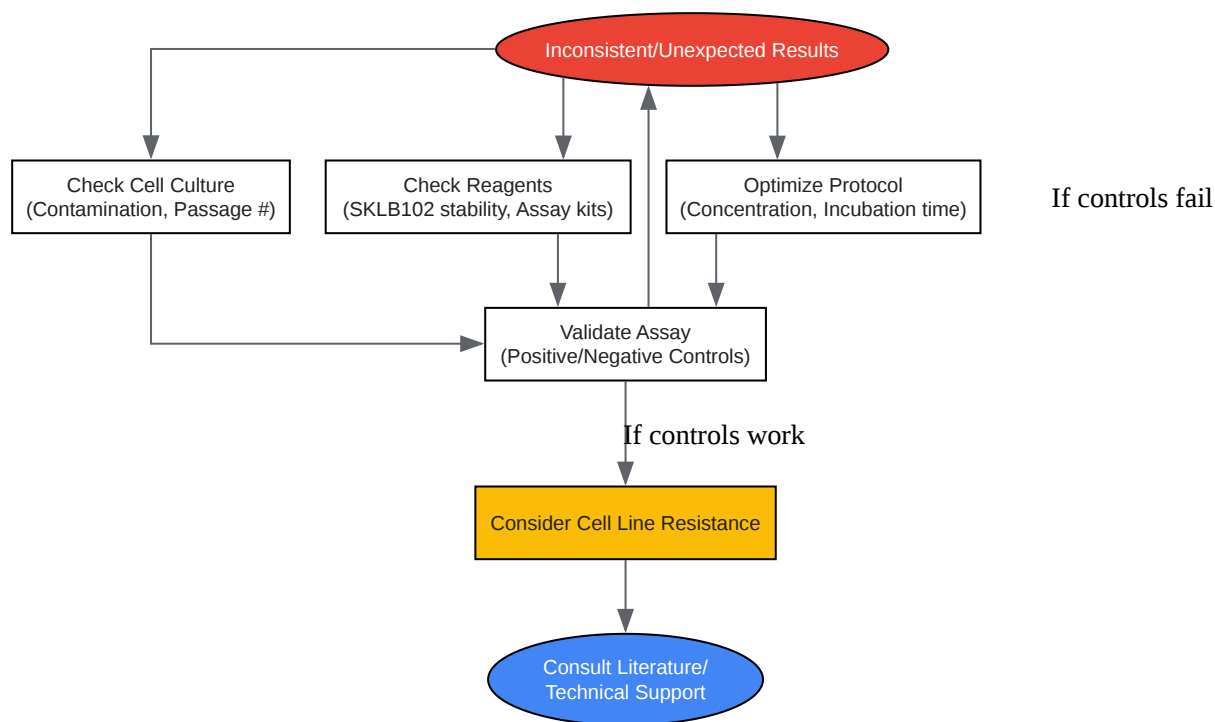 Inconsistent/Unexpected Results
Check Cell Culture
(Contamination, Passage #)
Check Reagents
(SKLB102 stability, Assay kits)
Optimize Protocol
(Concentration, Incubation time)
If controls fail
Validate Assay
(Positive/Negative Controls)
If controls work
Consider Cell Line Resistance
Consult Literature/
Technical Support